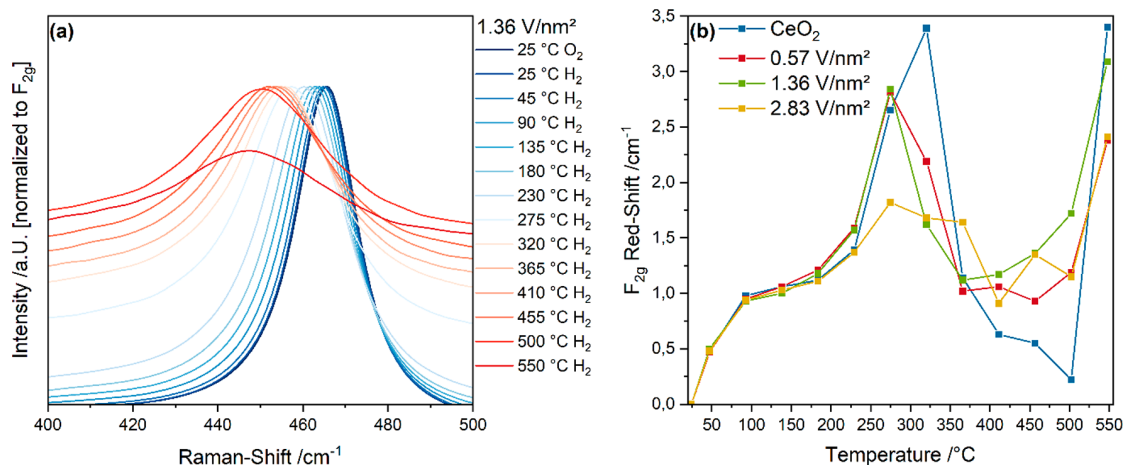 (a)
1.36 V/nm²
25 °C O₂
25 °C H₂
45 °C H₂
90 °C H₂
135 °C H₂
180 °C H₂
230 °C H₂
275 °C H₂
320 °C H₂
365 °C H₂
410 °C H₂
455 °C H₂
500 °C H₂
550 °C H₂
Intensity /a.U. [normalized to F₂g]
400 420 440 460 480 500
Raman-Shift /cm⁻¹
(b)
CeO₂
0.57 V/nm²
1.36 V/nm²
2.83 V/nm²
F₂g Red-Shift /cm⁻¹
3,5
3,0
2,5
2,0
1,5
1,0
0,5
0,0
50 100 150 200 250 300 350 400 450 500 550
Temperature /°C